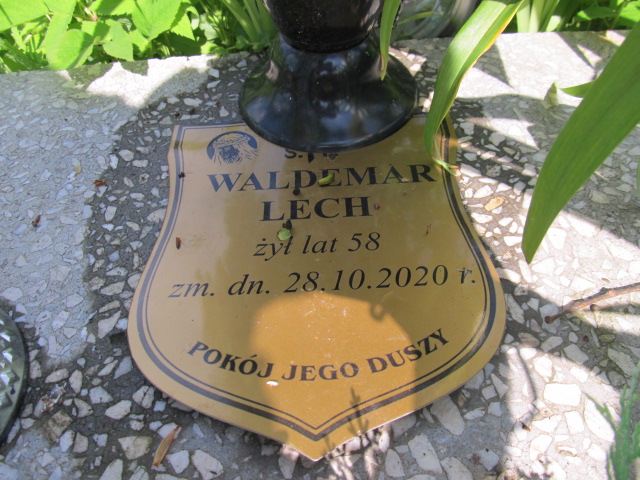 WALDEMAR
LECH
żył lat 58
zm. dn. 28.10.2020 r.
POKÓJ JEGO DUSZY